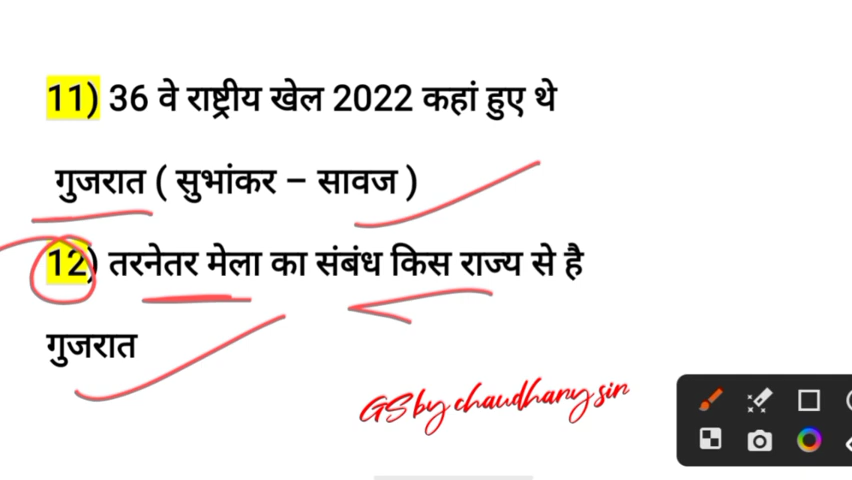 11) 36 वे राष्ट्रीय खेल 2022 कहां हुए थे
गुजरात ( सुभांकर – सावज )
12) तरनेतर मेला का संबंध किस राज्य से है
गुजरात
GS by chaudhary sir